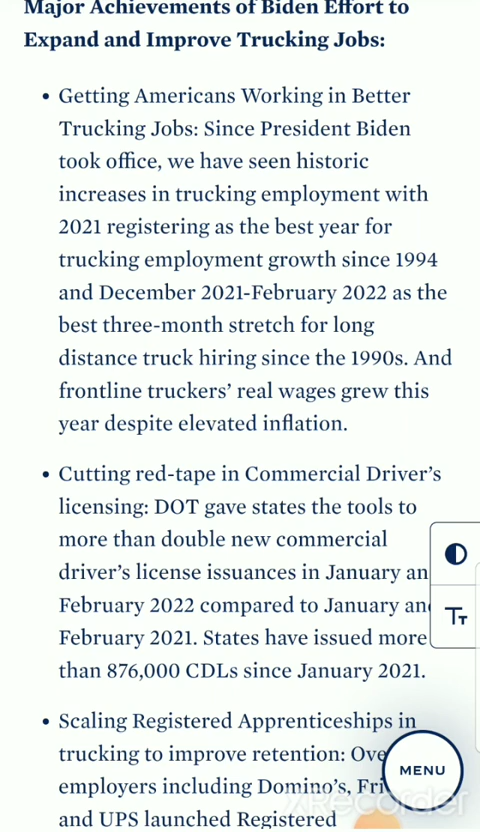 Major Achievements of Biden Effort to
Expand and Improve Trucking Jobs:
• Getting Americans Working in Better
Trucking Jobs: Since President Biden
took office, we have seen historic
increases in trucking employment with
2021 registering as the best year for
trucking employment growth since 1994
and December 2021-February 2022 as the
best three-month stretch for long
distance truck hiring since the 1990s. And
frontline truckers’ real wages grew this
year despite elevated inflation.
• Cutting red-tape in Commercial Driver’s
licensing: DOT gave states the tools to
more than double new commercial
driver’s license issuances in January an
February 2022 compared to January an
February 2021. States have issued more
than 876,000 CDLs since January 2021.
• Scaling Registered Apprenticeships in
trucking to improve retention: Ove
employers including Domino’s, Fri
and UPS launched Registered
TT
MENU
XRecorder